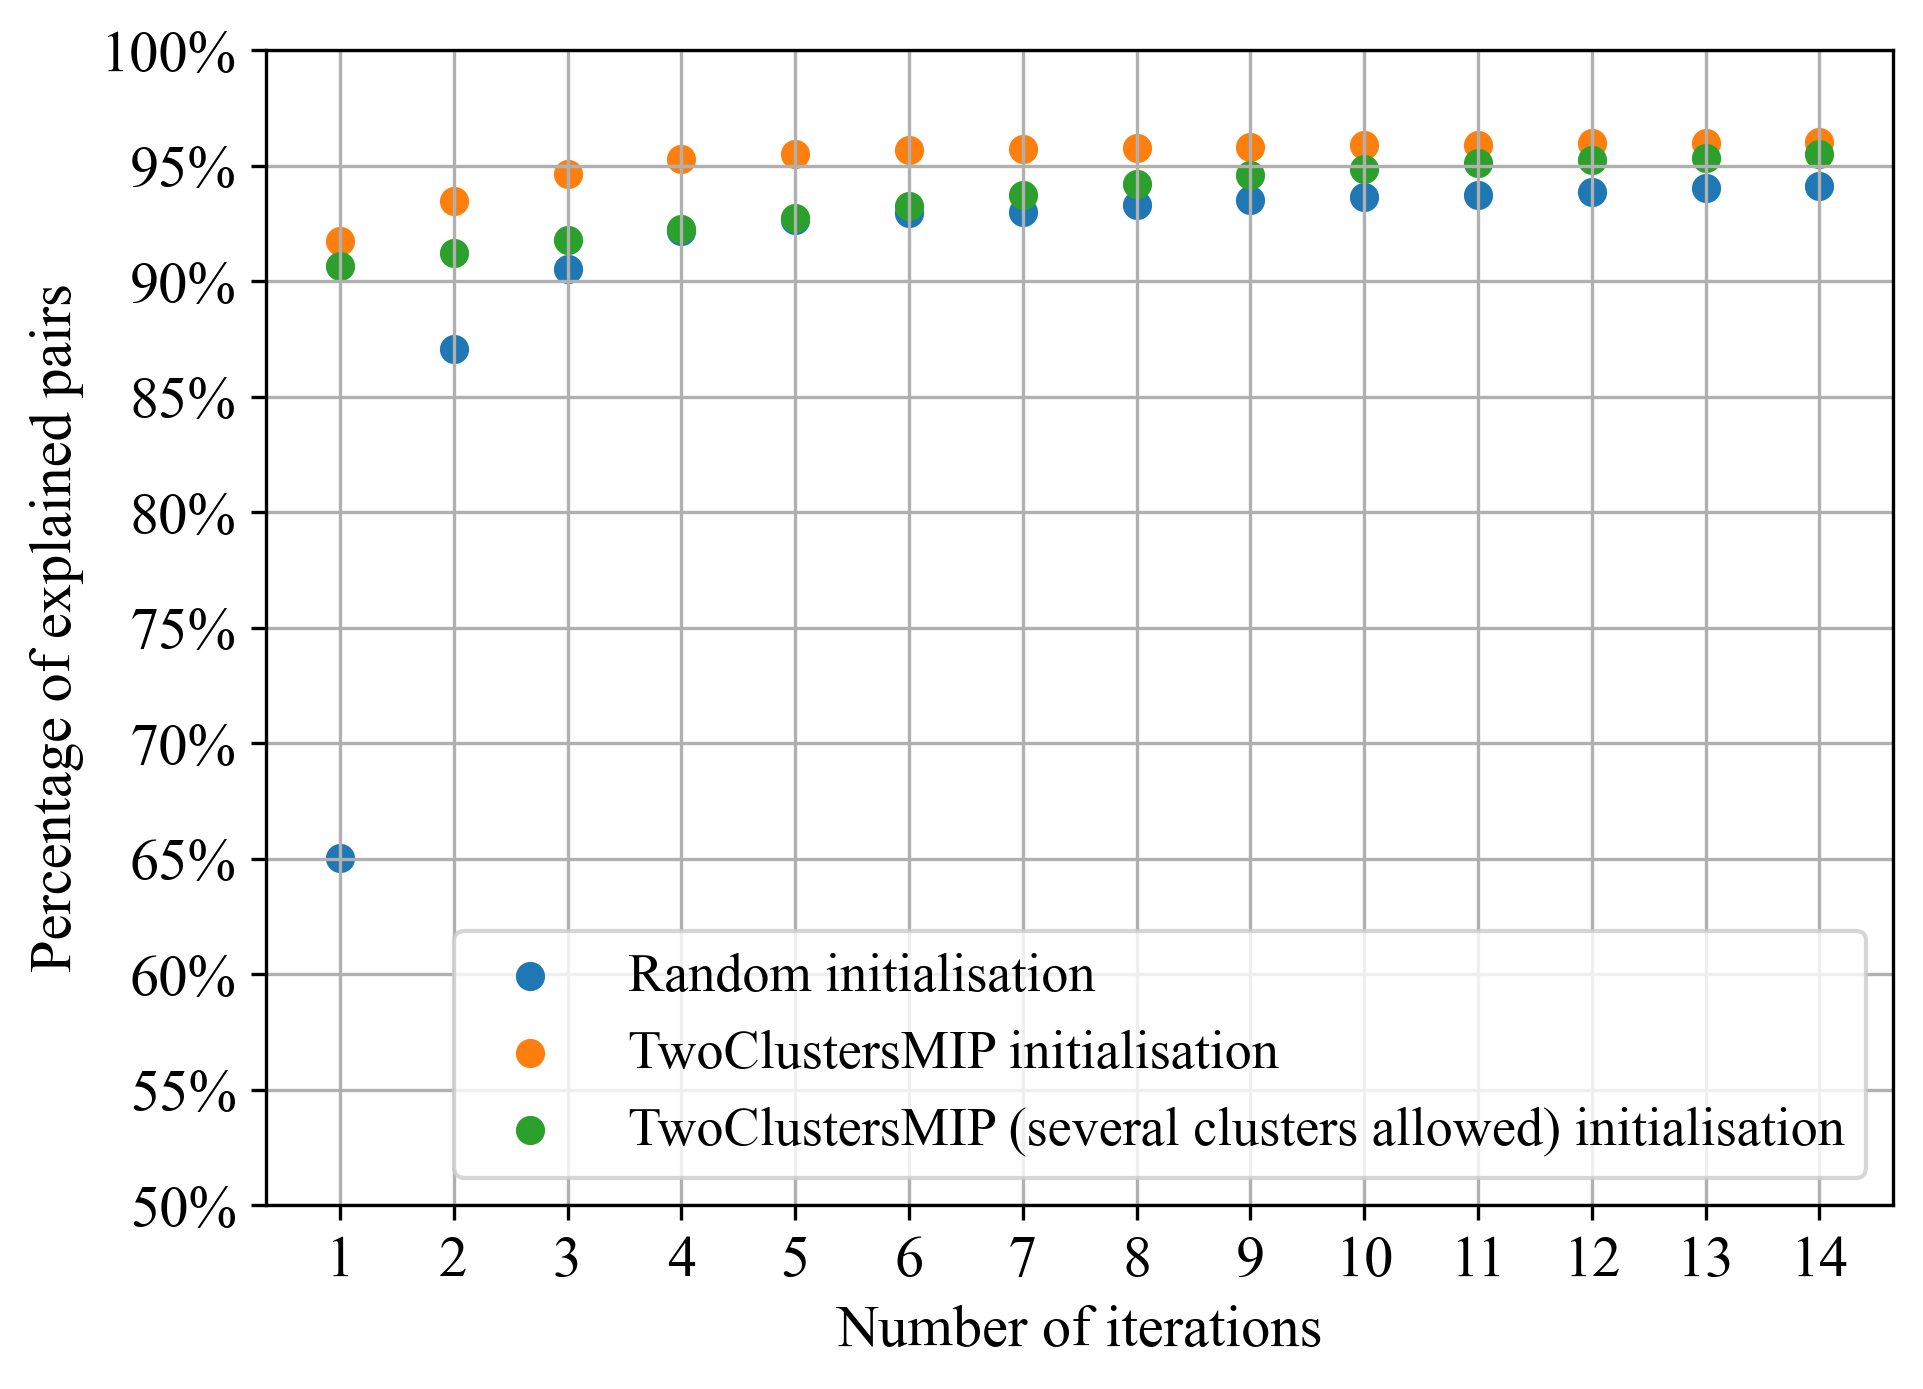 100%
95%
90%
85%
80%
75%
70%
65%
60%
55%
50%
Percentage of explained pairs
Random initialisation
TwoClustersMIP initialisation
TwoClustersMIP (several clusters allowed) initialisation
1 2 3 4 5 6 7 8 9 10 11 12 13 14
Number of iterations